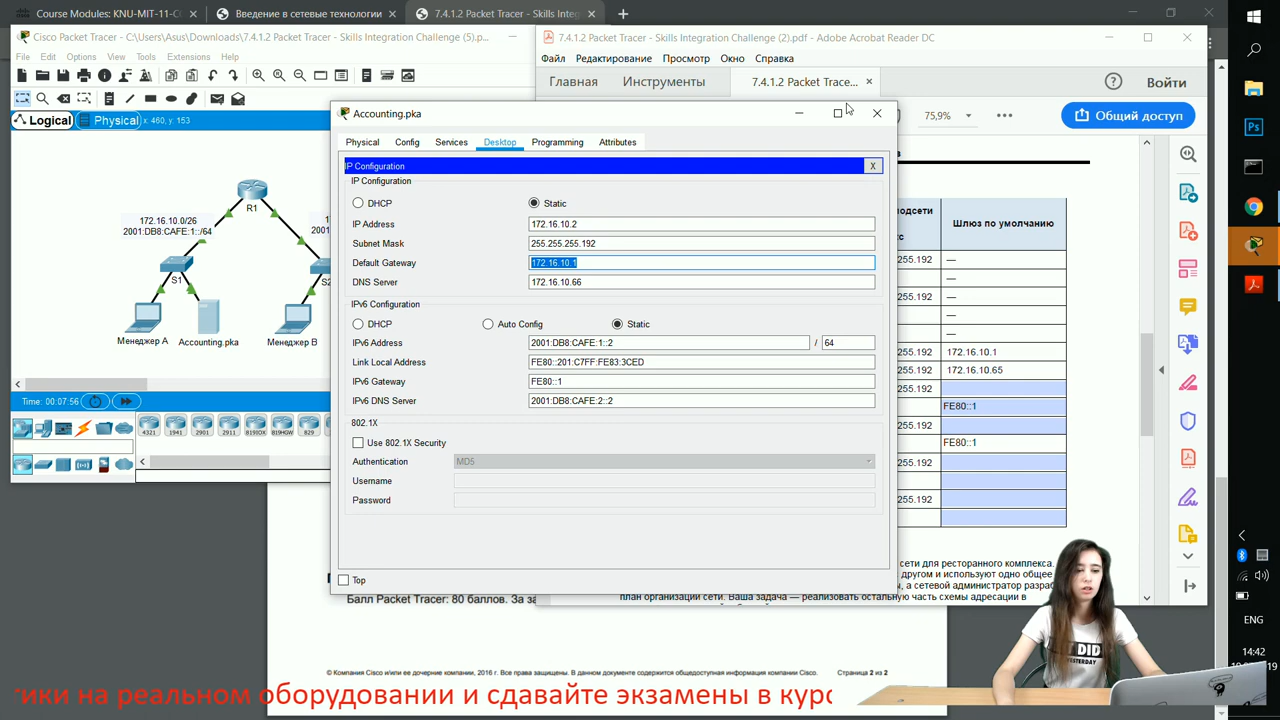 Course Modules: KNU-MIT-11-C
Введение в сетевые технологии
7.4.1.2 Packet Tracer - Skills Integ
Cisco Packet Tracer - C:\Users\Asus\Downloads\7.4.1.2 Packet Tracer - Skills Integration Challenge (5).p...
File Edit Options View Tools Extensions Help
Logical Physical x: 460, y: 153
7.4.1.2 Packet Tracer - Skills Integration Challenge (2).pdf - Adobe Acrobat Reader DC
Файл Редактирование Просмотр Окно Справка
Главная Инструменты 7.4.1.2 Packet Trace... Войти
75,9% Общий доступ
Accounting.pka
Physical Config Services Desktop Programming Attributes
IP Configuration X
IP Configuration
DHCP Static
IP Address 172.16.10.2
Subnet Mask 255.255.255.192
Default Gateway 172.16.10.1
DNS Server 172.16.10.66
IPv6 Configuration
DHCP Auto Config Static
IPv6 Address 2001:DB8:CAFE:1::2 / 64
Link Local Address FE80::201:C7FF:FE83:3CED
IPv6 Gateway FE80::1
IPv6 DNS Server 2001:DB8:CAFE:2::2
802.1X
Use 802.1X Security
Authentication MD5
Username
Password
Top
R1
172.16.10.0/26
2001:DB8:CAFE:1::/64
S1
S2
Менеджер A Accounting.pka Менеджер B
Time: 00:07:56
4321 1941 2901 2911 819IOX 819HGW 829
подсети Шлюз по умолчанию
255.192 —
—
255.192 —
—
—
255.192 172.16.10.1
255.192 172.16.10.65
255.192
FE80::1
255.192
FE80::1
255.192
255.192
сети для ресторанного комплекса.
другом и используют одно общее
а сетевой администратор разраб
план организации сети. Ваша задача — реализовать остальную часть схемы адресации в
Балл Packet Tracer: 80 баллов. За за
© Компания Cisco и/или ее дочерние компании, 2016 г. Все права защищены. В данном документе содержится общедоступная информация компании Cisco. Страница 2 из 2
ики на реальном оборудовании и сдавайте экзамены в курс
DID
YESTERDAY
ENG
14:42